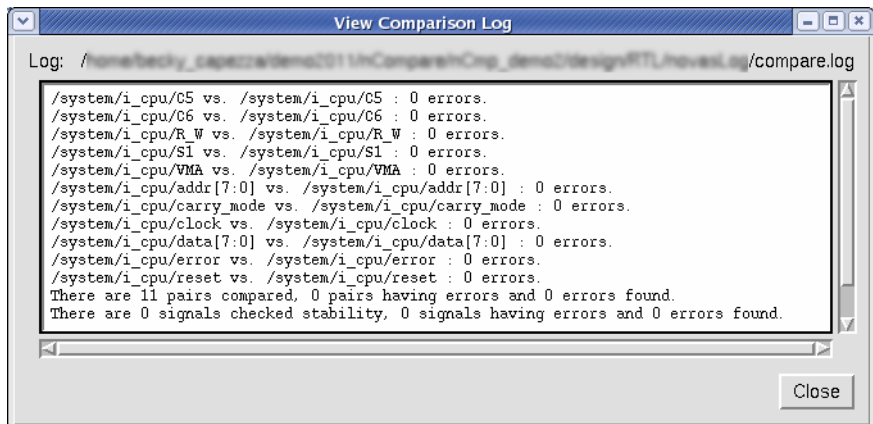 View Comparison Log
Log: / /compare.log
/system/i_cpu/C5 vs. /system/i_cpu/C5 : 0 errors.
/system/i_cpu/C6 vs. /system/i_cpu/C6 : 0 errors.
/system/i_cpu/R_W vs. /system/i_cpu/R_W : 0 errors.
/system/i_cpu/S1 vs. /system/i_cpu/S1 : 0 errors.
/system/i_cpu/VMA vs. /system/i_cpu/VMA : 0 errors.
/system/i_cpu/addr[7:0] vs. /system/i_cpu/addr[7:0] : 0 errors.
/system/i_cpu/carry_mode vs. /system/i_cpu/carry_mode : 0 errors.
/system/i_cpu/clock vs. /system/i_cpu/clock : 0 errors.
/system/i_cpu/data[7:0] vs. /system/i_cpu/data[7:0] : 0 errors.
/system/i_cpu/error vs. /system/i_cpu/error : 0 errors.
/system/i_cpu/reset vs. /system/i_cpu/reset : 0 errors.
There are 11 pairs compared, 0 pairs having errors and 0 errors found.
There are 0 signals checked stability, 0 signals having errors and 0 errors found.
Close